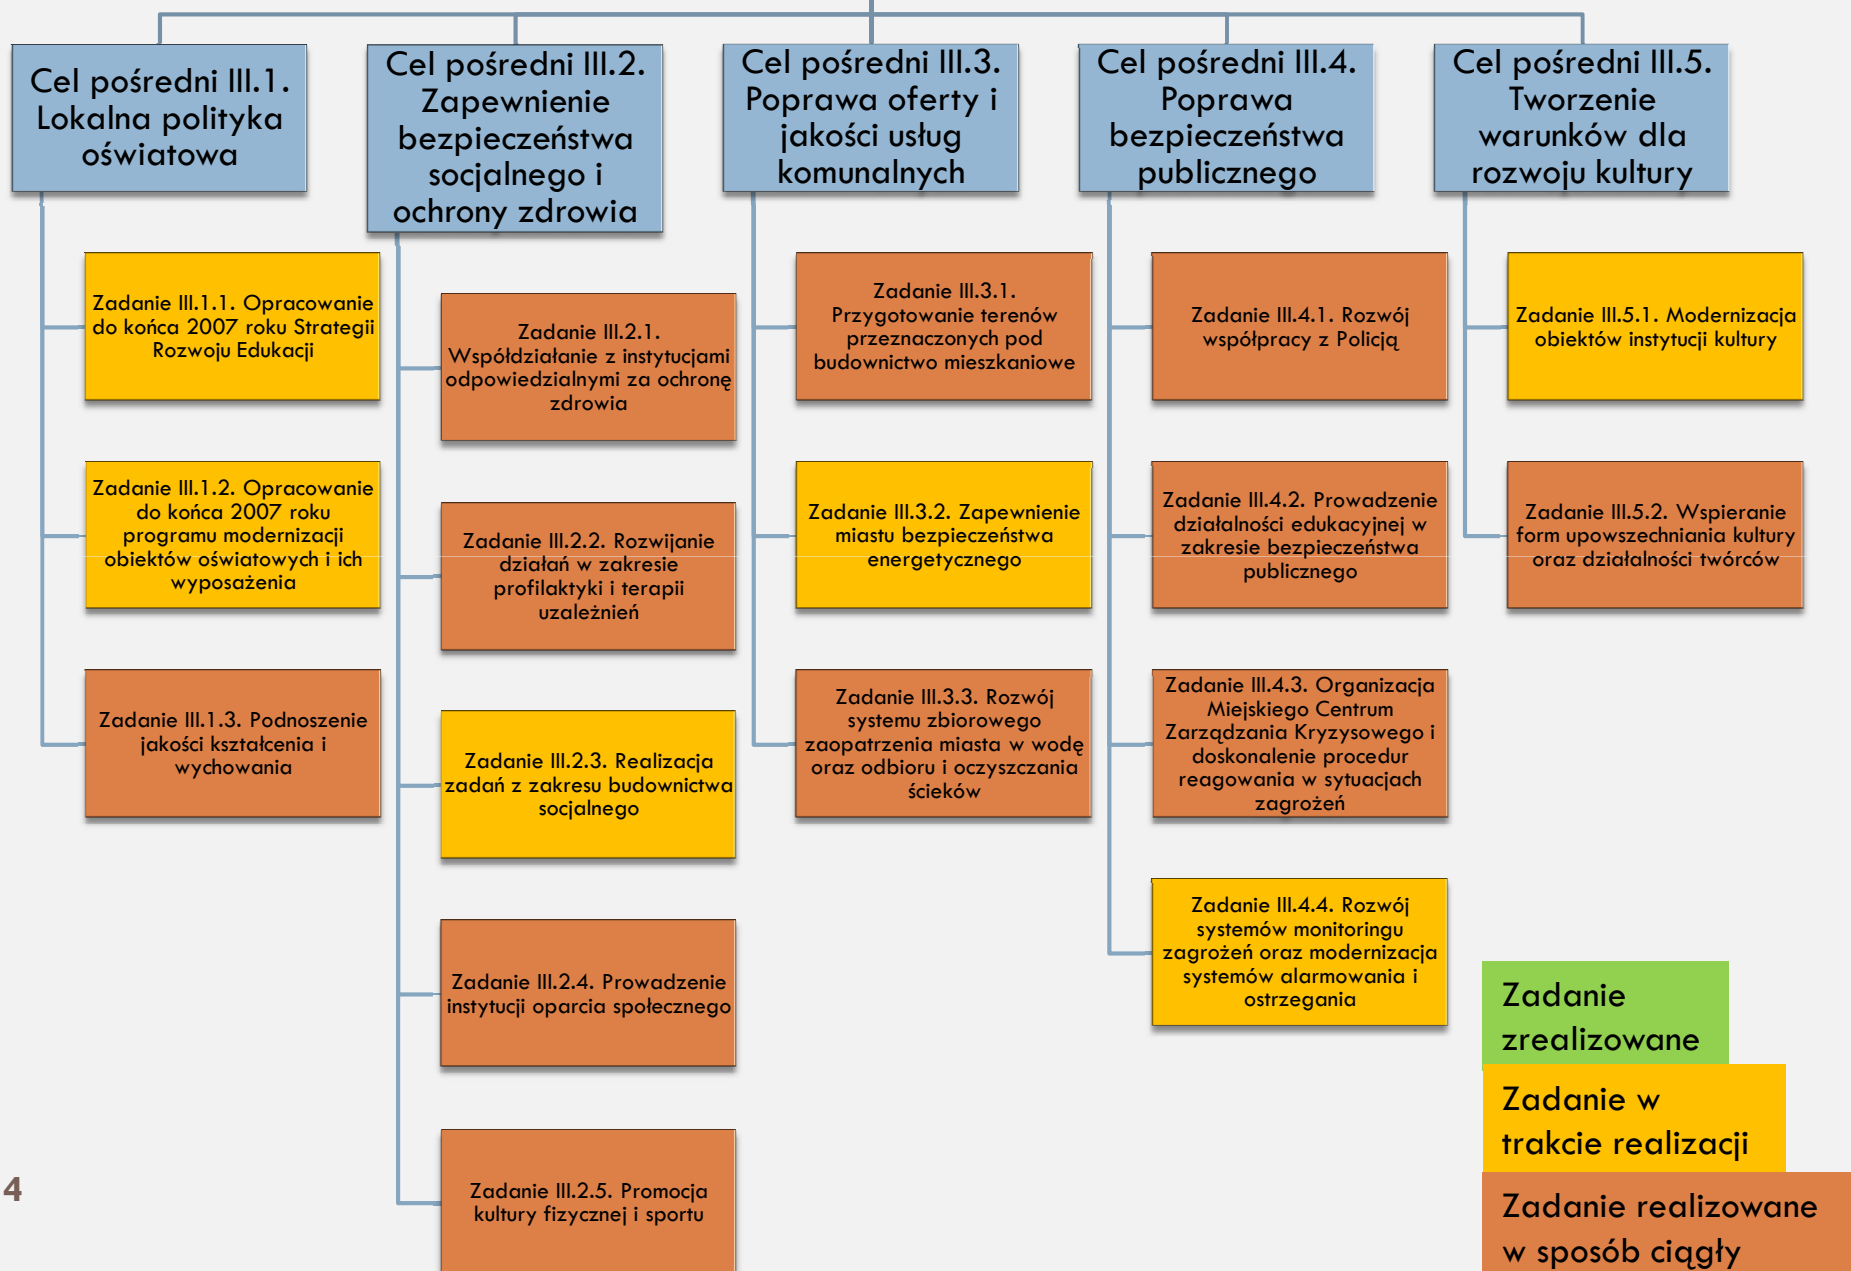 Cel pośredni III.1.
Lokalna polityka
oświatowa
Zadanie III.1.1. Opracowanie
do końca 2007 roku Strategii
Rozwoju Edukacji
Zadanie III.1.2. Opracowanie
do końca 2007 roku
programu modernizacji
obiektów oświatowych i ich
wyposażenia
Zadanie III.1.3. Podnoszenie
jakości kształcenia i
wychowania
Cel pośredni III.2.
Zapewnienie
bezpieczeństwa
socjalnego i
ochrony zdrowia
Zadanie III.2.1.
Współdziałanie z instytucjami
odpowiedzialnymi za ochronę
zdrowia
Zadanie III.2.2. Rozwijanie
działań w zakresie
profilaktyki i terapii
uzależnień
Zadanie III.2.3. Realizacja
zadań z zakresu budownictwa
socjalnego
Zadanie III.2.4. Prowadzenie
instytucji oparcia społecznego
Zadanie III.2.5. Promocja
kultury fizycznej i sportu
Cel pośredni III.3.
Poprawa oferty i
jakości usług
komunalnych
Zadanie III.3.1.
Przygotowanie terenów
przeznaczonych pod
budownictwo mieszkaniowe
Zadanie III.3.2. Zapewnienie
miastu bezpieczeństwa
energetycznego
Zadanie III.3.3. Rozwój
systemu zbiorowego
zaopatrzenia miasta w wodę
oraz odbioru i oczyszczania
ścieków
Cel pośredni III.4.
Poprawa
bezpieczeństwa
publicznego
Zadanie III.4.1. Rozwój
współpracy z Policją
Zadanie III.4.2. Prowadzenie
działalności edukacyjnej w
zakresie bezpieczeństwa
publicznego
Zadanie III.4.3. Organizacja
Miejskiego Centrum
Zarządzania Kryzysowego i
doskonalenie procedur
reagowania w sytuacjach
zagrożeń
Zadanie III.4.4. Rozwój
systemów monitoringu
zagrożeń oraz modernizacja
systemów alarmowania i
ostrzegania
Cel pośredni III.5.
Tworzenie
warunków dla
rozwoju kultury
Zadanie III.5.1. Modernizacja
obiektów instytucji kultury
Zadanie III.5.2. Wspieranie
form upowszechniania kultury
oraz działalności twórców
Zadanie
zrealizowane
Zadanie w
trakcie realizacji
Zadanie realizowane
w sposób ciągły
4